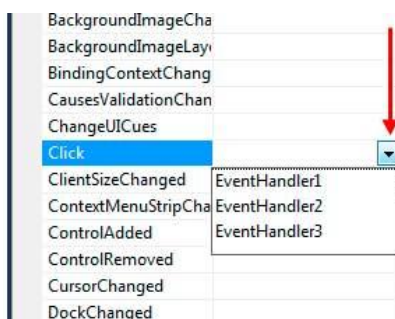 BackgroundImageCha
BackgroundImageLay
BindingContextChang
CausesValidationChan
ChangeUICues
Click
ClientSizeChanged EventHandler1
ContextMenuStripCha EventHandler2
ControlAdded EventHandler3
ControlRemoved
CursorChanged
DockChanged